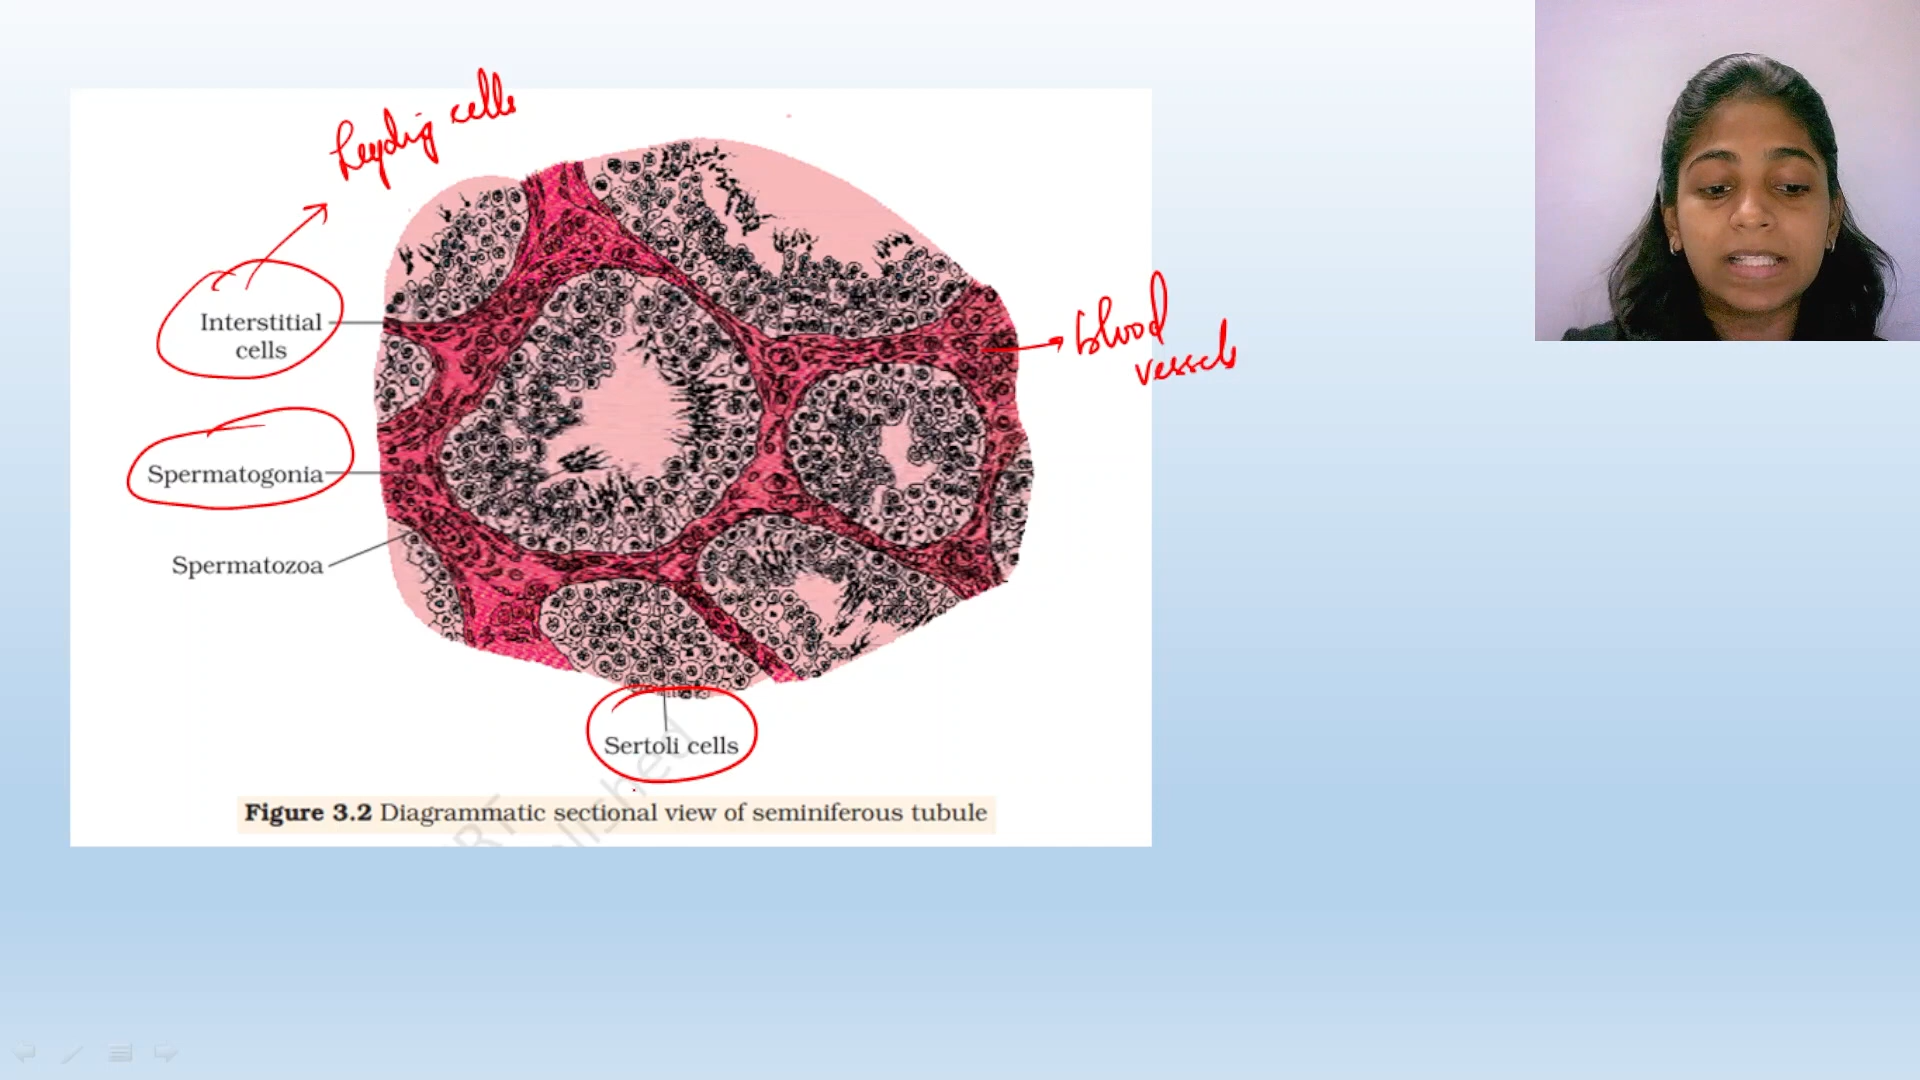 Leydig cells
Interstitial
cells
blood
vessels
Spermatogonia
Spermatozoa
Sertoli cells
Figure 3.2 Diagrammatic sectional view of seminiferous tubule